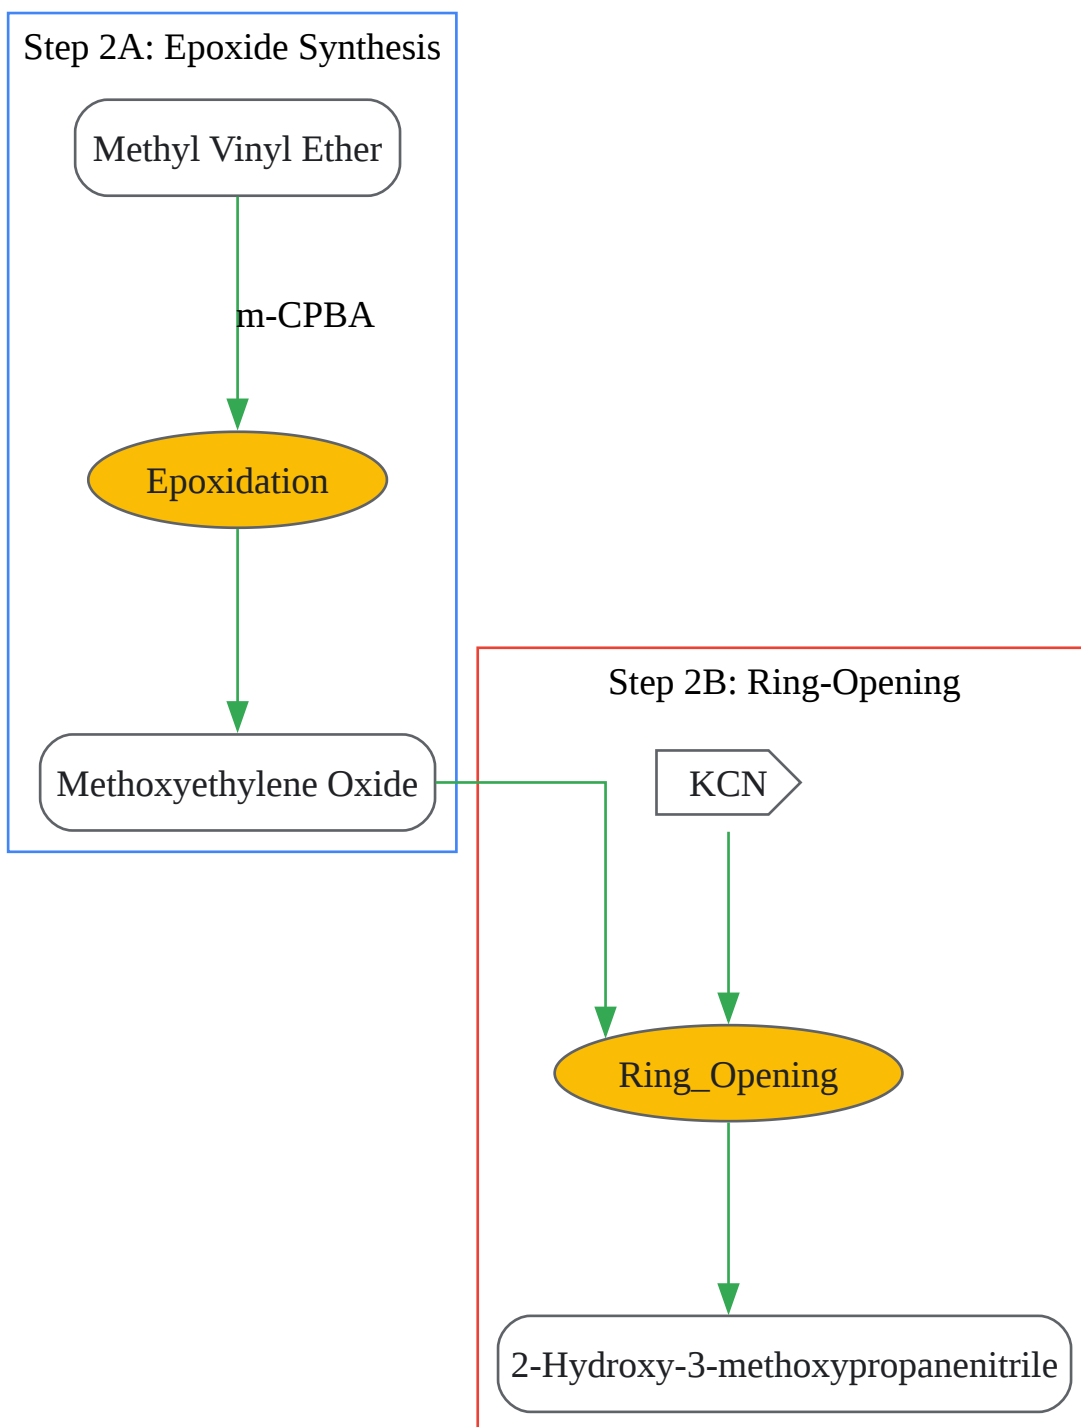 Step 2A: Epoxide Synthesis
Methyl Vinyl Ether
m-CPBA
Epoxidation
Methoxyethylene Oxide
Step 2B: Ring-Opening
KCN
Ring_Opening
2-Hydroxy-3-methoxypropanenitrile